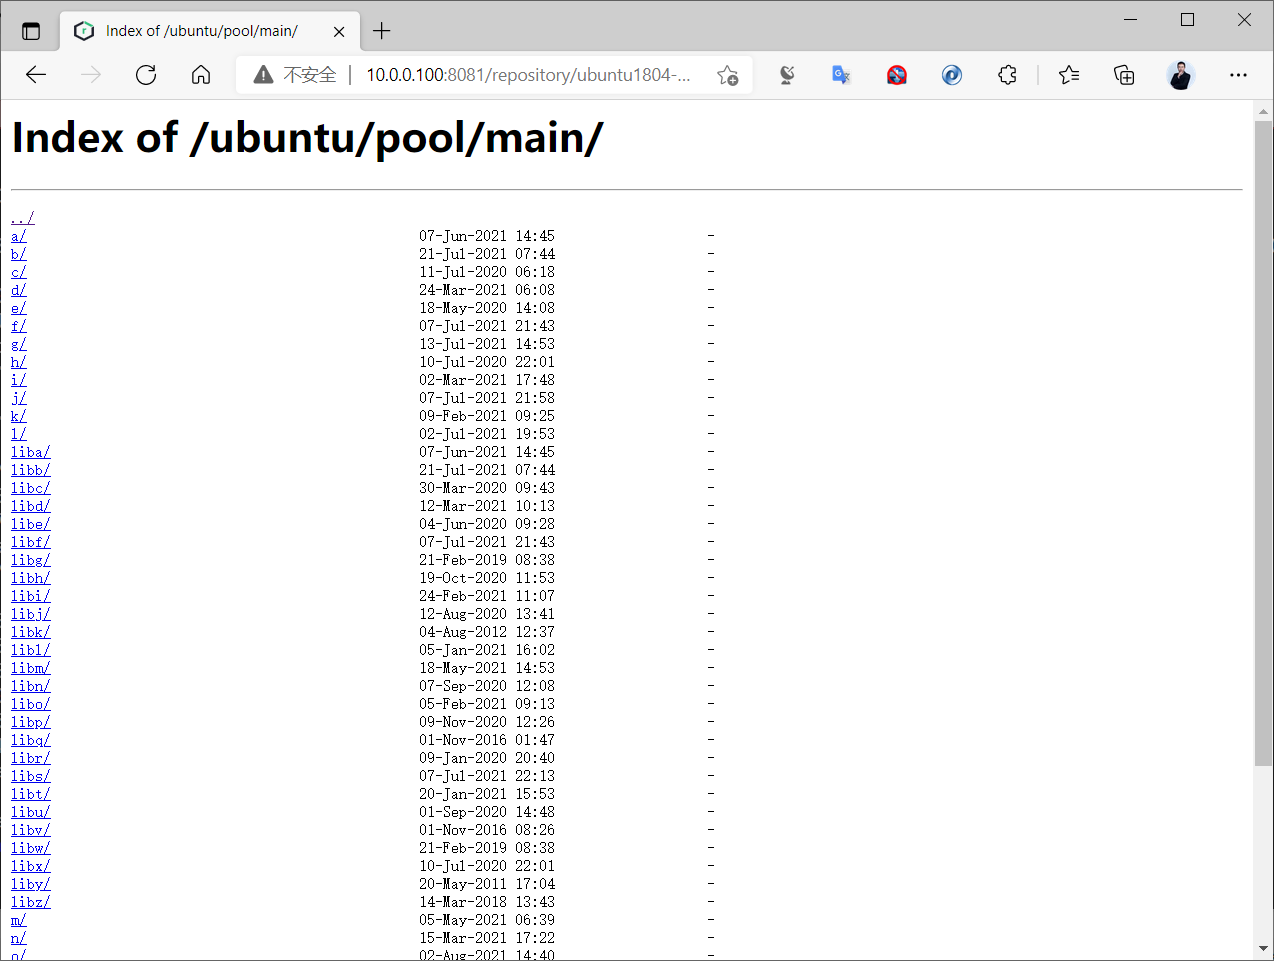 Index of /ubuntu/pool/main/
不安全 | 10.0.0.100:8081/repository/ubuntu1804-...
Index of /ubuntu/pool/main/
../
a/ 07-Jun-2021 14:45 -
b/ 21-Jul-2021 07:44 -
c/ 11-Jul-2020 06:18 -
d/ 24-Mar-2021 06:08 -
e/ 18-May-2020 14:08 -
f/ 07-Jul-2021 21:43 -
g/ 13-Jul-2021 14:53 -
h/ 10-Jul-2020 22:01 -
i/ 02-Mar-2021 17:48 -
j/ 07-Jul-2021 21:58 -
k/ 09-Feb-2021 09:25 -
l/ 02-Jul-2021 19:53 -
liba/ 07-Jun-2021 14:45 -
libb/ 21-Jul-2021 07:44 -
libc/ 30-Mar-2020 09:43 -
libd/ 12-Mar-2021 10:13 -
libe/ 04-Jun-2020 09:28 -
libf/ 07-Jul-2021 21:43 -
libg/ 21-Feb-2019 08:38 -
libh/ 19-Oct-2020 11:53 -
libi/ 24-Feb-2021 11:07 -
libj/ 12-Aug-2020 13:41 -
libk/ 04-Aug-2012 12:37 -
libl/ 05-Jan-2021 16:02 -
libm/ 18-May-2021 14:53 -
libn/ 07-Sep-2020 12:08 -
libo/ 05-Feb-2021 09:13 -
libp/ 09-Nov-2020 12:26 -
libq/ 01-Nov-2016 01:47 -
libr/ 09-Jan-2020 20:40 -
libs/ 07-Jul-2021 22:13 -
libt/ 20-Jan-2021 15:53 -
libu/ 01-Sep-2020 14:48 -
libv/ 01-Nov-2016 08:26 -
libw/ 21-Feb-2019 08:38 -
libx/ 10-Jul-2020 22:01 -
liby/ 20-May-2011 17:04 -
libz/ 14-Mar-2018 13:43 -
m/ 05-May-2021 06:39 -
n/ 15-Mar-2021 17:22 -
o/ 02-Aug-2021 14:40 -